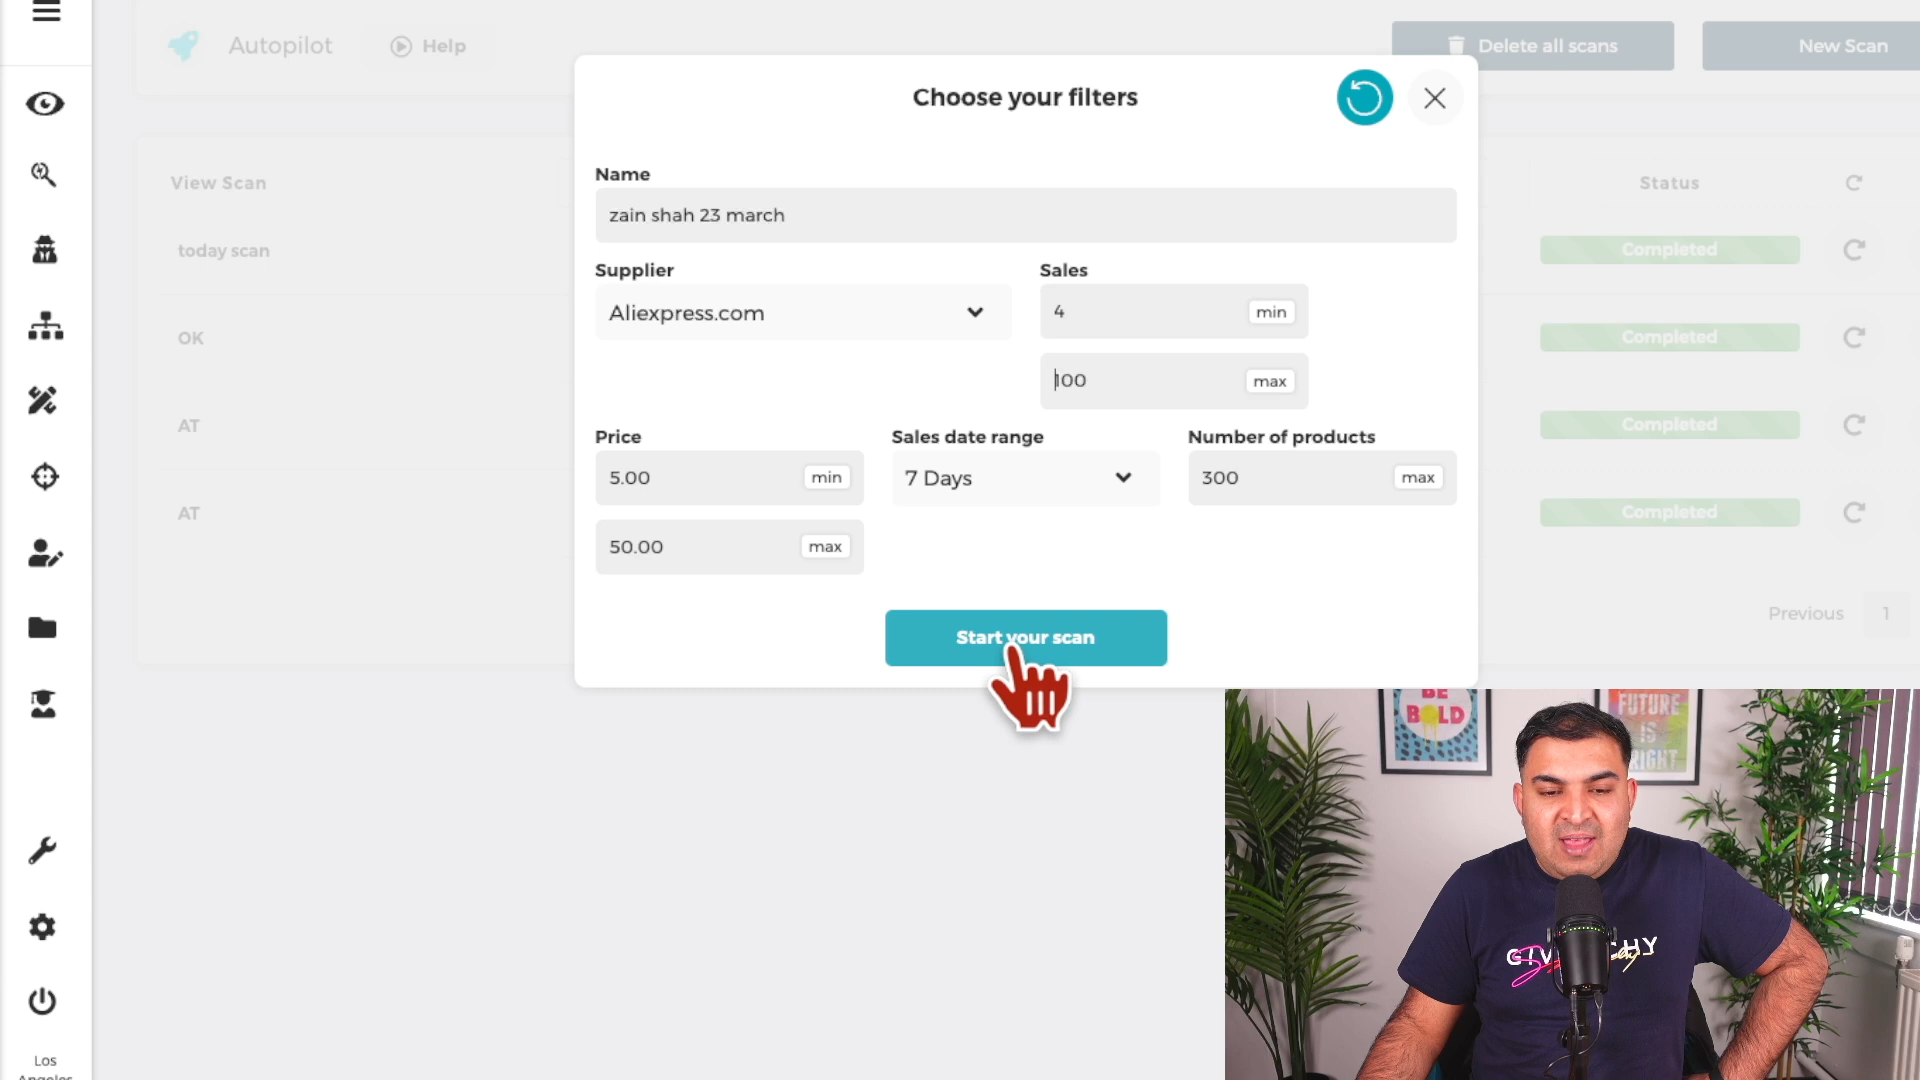 Autopilot
Help
Delete all scans
New Scan
Choose your filters
Name
zain shah 23 march
View Scan
Status
Supplier
Sales
today scan
Completed
Aliexpress.com
4
min
OK
Completed
100
max
AT
Completed
Price
Sales date range
Number of products
5.00
min
7 Days
300
max
AT
Completed
50.00
max
Previous
1
Start your scan
BE
BOLD
FUTURE
IS
Los
Angeles